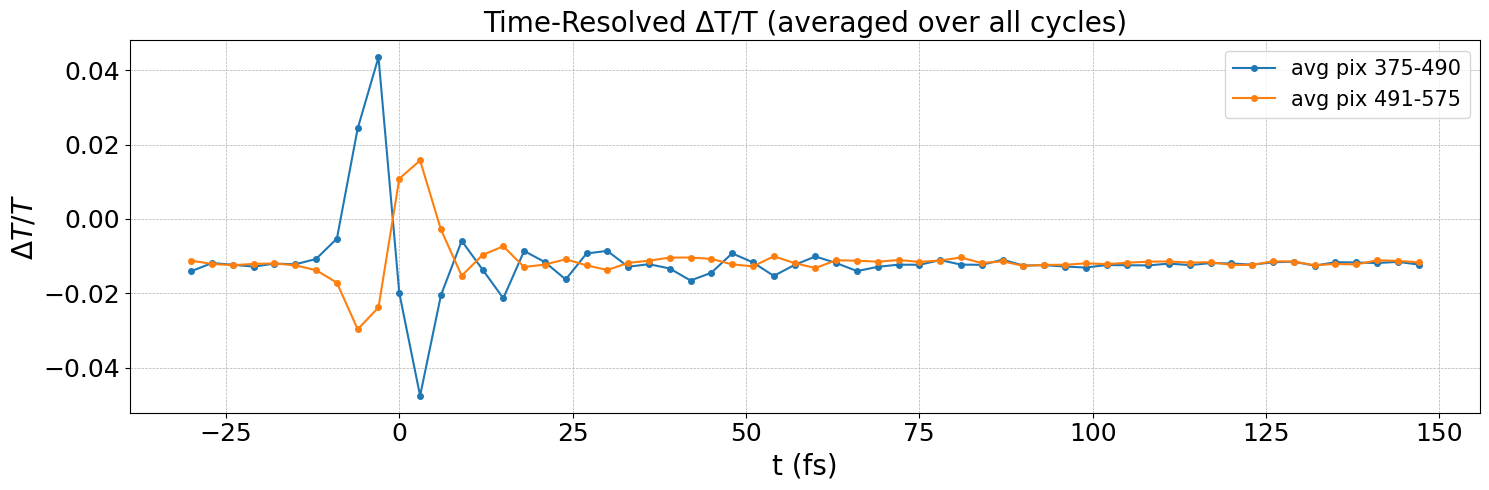 Time-Resolved ΔT/T (averaged over all cycles)
avg pix 375-490
avg pix 491-575
ΔT/T
0.04
0.02
0.00
−0.02
−0.04
−25 0 25 50 75 100 125 150
t (fs)